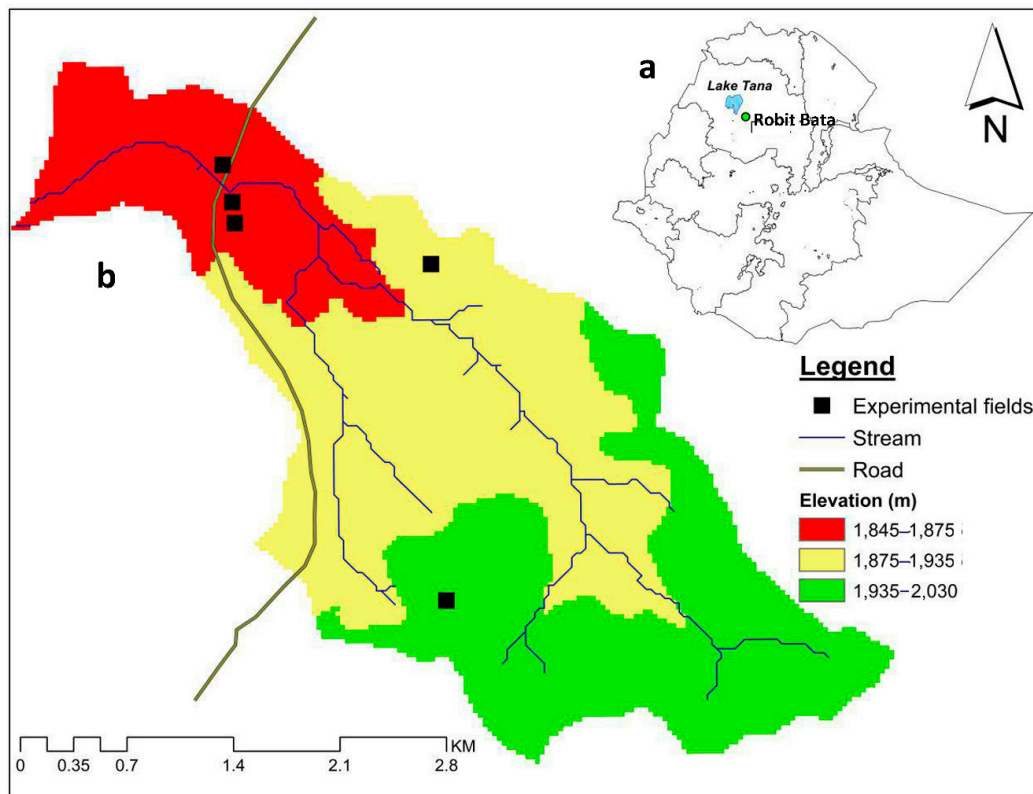 a
Lake Tana
Robit Bata
N
b
Legend
Experimental fields
Stream
Road
Elevation (m)
1,845–1,875
1,875–1,935
1,935–2,030
KM
0 0.35 0.7 1.4 2.1 2.8